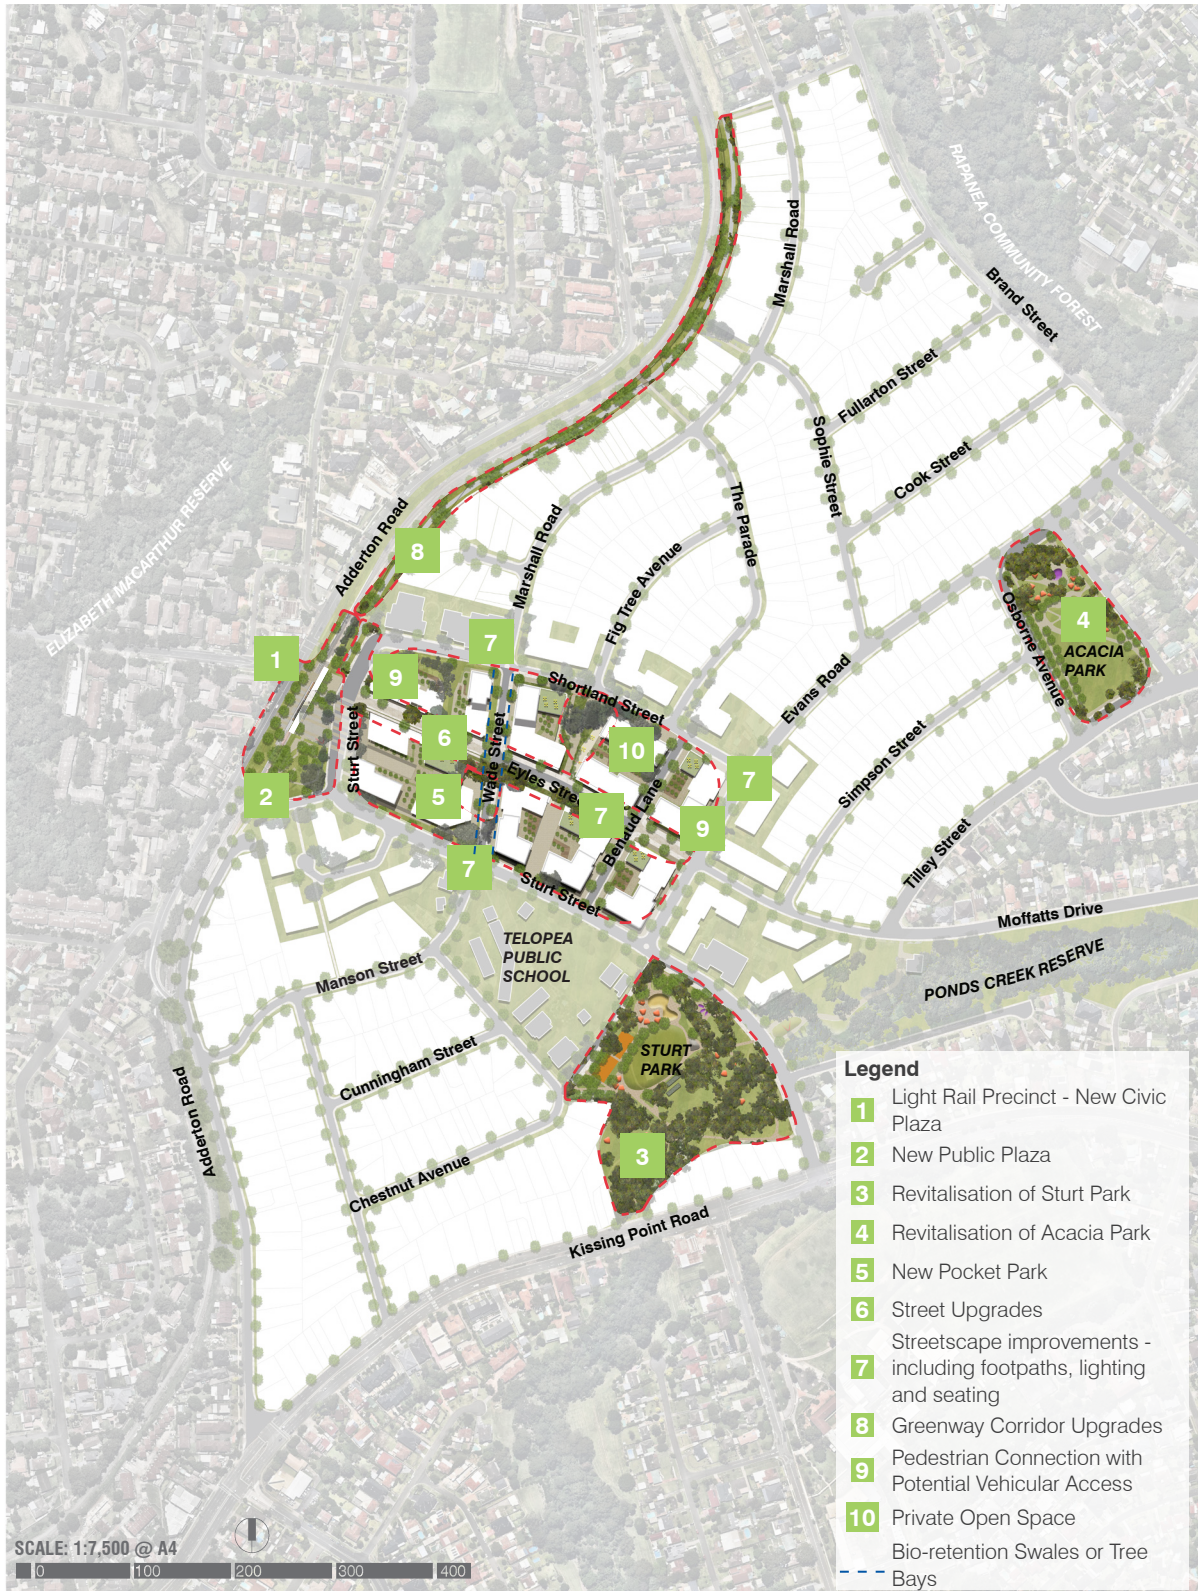 RAPANEA COMMUNITY FOREST
Brand Street
Marshall Road
Fullarton Street
Sophie Street
Cook Street
ELIZABETH MACARTHUR RESERVE
Adderton Road
The Parade
Marshall Road
Fig Tree Avenue
8
Osborne Avenue
4
ACACIA
PARK
1
7
9
Shortland Street
Evans Road
Sturt Street
6
Wade Street
10
Simpson Street
Eyles Stre
7
2
5
7
Benaud Lane
9
Tilley Street
7
Sturt Street
Moffatts Drive
TELOPEA
PUBLIC
SCHOOL
Manson Street
PONDS CREEK RESERVE
Cunningham Street
STURT
PARK
Adderton Road
3
Chestnut Avenue
Kissing Point Road
Legend
1 Light Rail Precinct - New Civic
Plaza
2 New Public Plaza
3 Revitalisation of Sturt Park
4 Revitalisation of Acacia Park
5 New Pocket Park
6 Street Upgrades
Streetscape improvements -
7 including footpaths, lighting
and seating
8 Greenway Corridor Upgrades
9 Pedestrian Connection with
Potential Vehicular Access
10 Private Open Space
Bio-retention Swales or Tree
Bays
SCALE: 1:7,500 @ A4
0 100 200 300 400